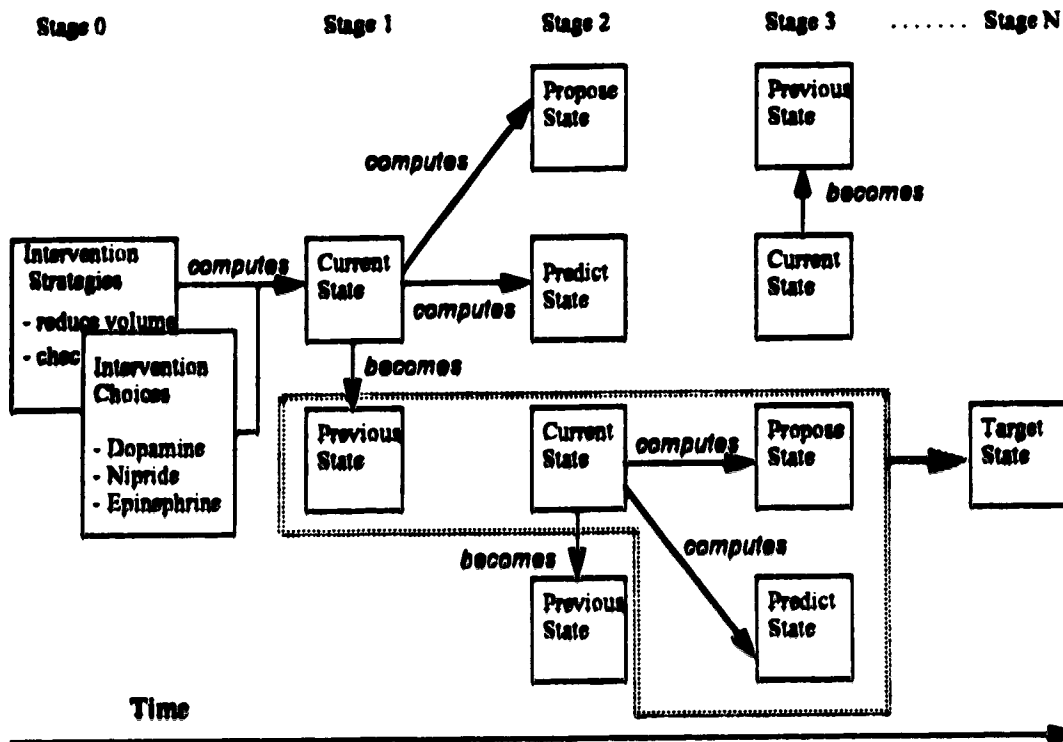 Stage 0
Stage 1
Stage 2
Stage 3
....... Stage N
Propose
State
Previous
State
computes
becomes
Intervention
Strategies
- reduce volume
- chec
computes
Current
State
computes
Predict
State
Current
State
Intervention
Choices
- Dopamine
- Nipride
- Epinephrine
becomes
Previous
State
Current
State
computes
Propose
State
Target
State
becomes
computes
Previous
State
Predict
State
Time